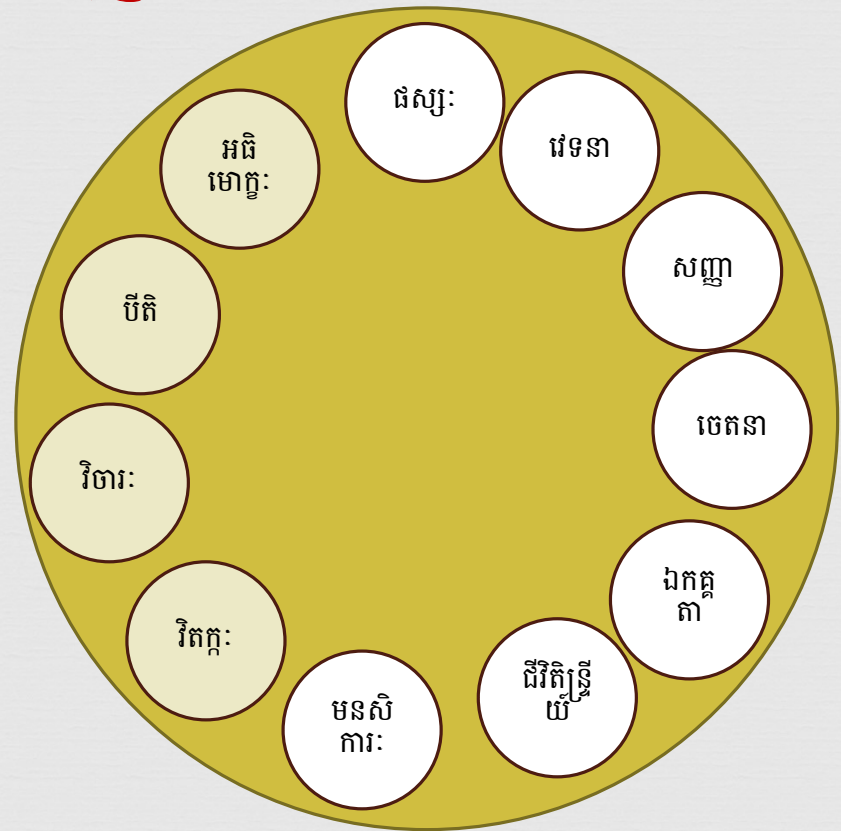 ផស្សៈ
វេទនា
សញ្ញា
ចេតនា
ឯកគ្គ
តា
ជីវិតិន្ទ្រី
យ៍
មនសិ
ការៈ
វិតក្កៈ
វិចារៈ
បីតិ
អធិ
មោក្ខៈ